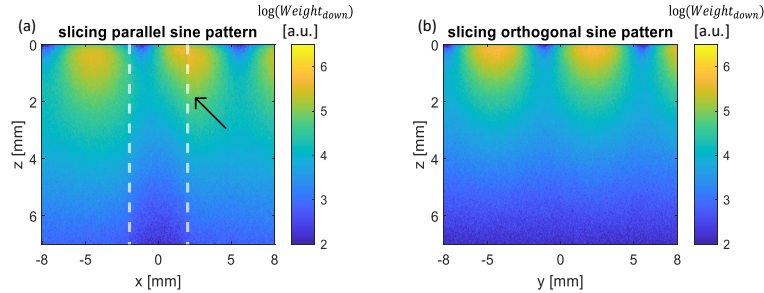 (a)
slicing parallel sine pattern
log(Weight_down)
[a.u.]
0
2
4
6
z [mm]
-8
-5
0
5
8
x [mm]
6
5
4
3
2
(b)
slicing orthogonal sine pattern
log(Weight_down)
[a.u.]
0
2
4
6
z [mm]
-8
-5
0
5
8
y [mm]
6
5
4
3
2